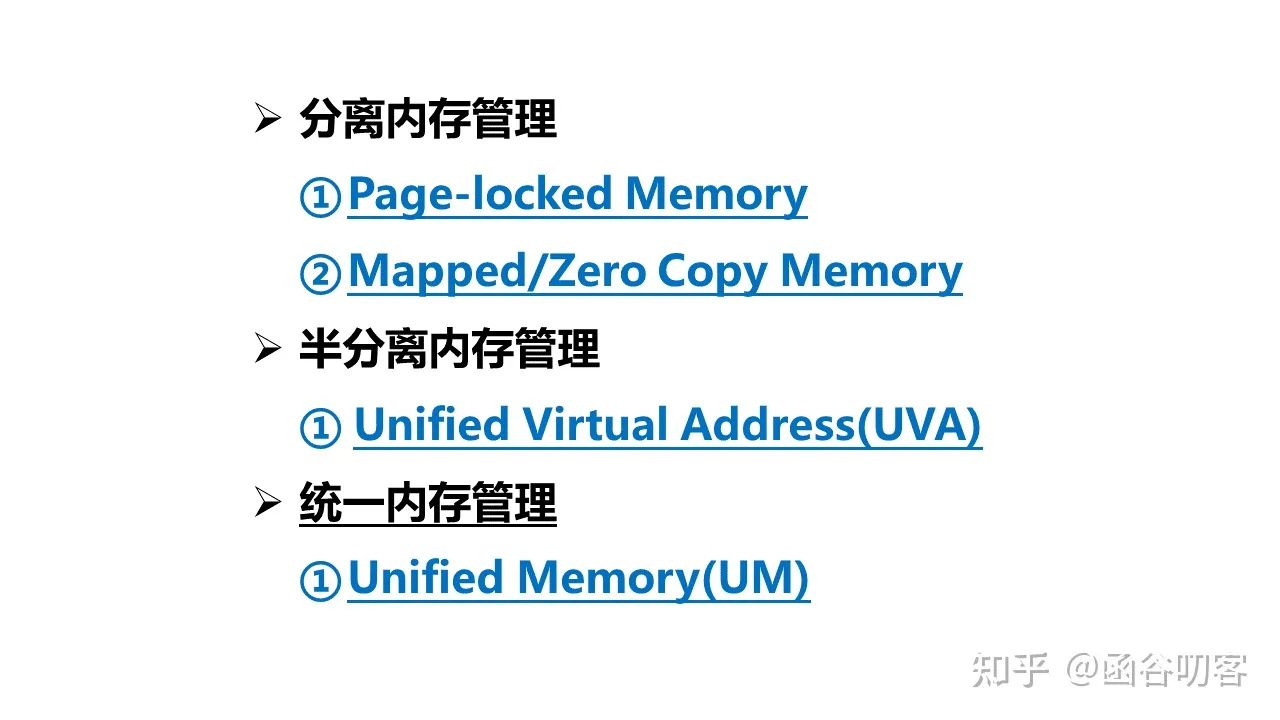 ➢ 分离内存管理
①Page-locked Memory
②Mapped/Zero Copy Memory
➢ 半分离内存管理
① Unified Virtual Address(UVA)
➢ 统一内存管理
①Unified Memory(UM)
知乎 @函谷叨客